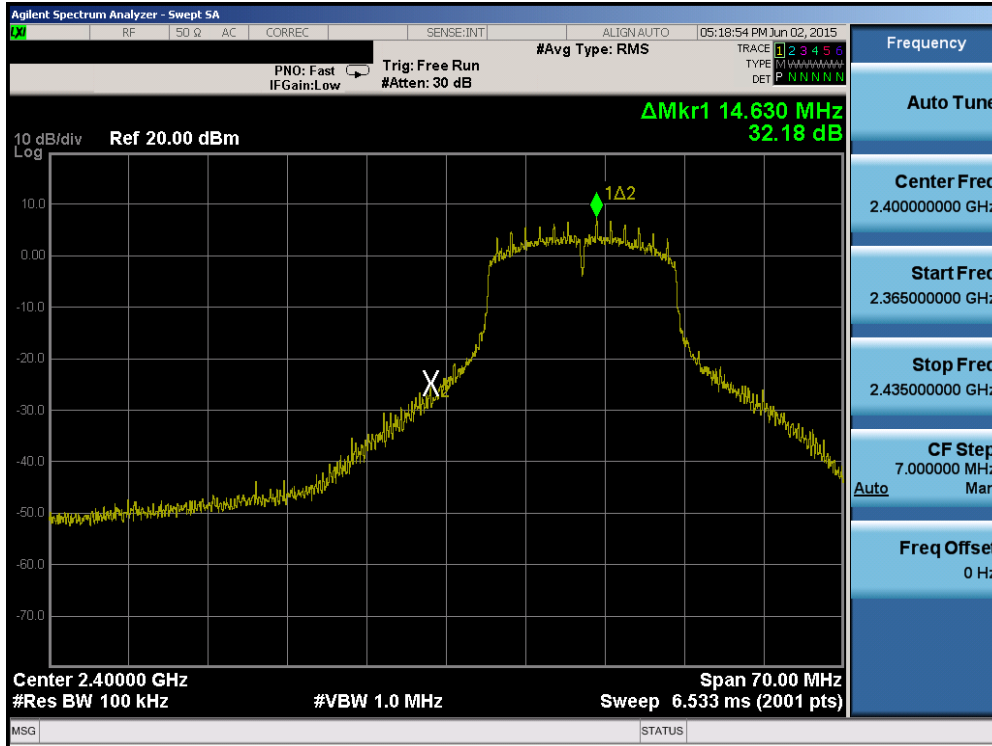 Agilent Spectrum Analyzer - Swept SA
LXI RF 50 Ω AC CORREC SENSE:INT ALIGN AUTO 05:18:54 PM Jun 02, 2015
#Avg Type: RMS TRACE 1 2 3 4 5 6
PNO: Fast Trig: Free Run TYPE M WWWWW
IFGain:Low #Atten: 30 dB DET P N N N N N
ΔMkr1 14.630 MHz
32.18 dB
10 dB/div Ref 20.00 dBm
Log
1Δ2
10.0
0.00
-10.0
-20.0
X2
-30.0
-40.0
-50.0
-60.0
-70.0
Center 2.40000 GHz Span 70.00 MHz
#Res BW 100 kHz #VBW 1.0 MHz Sweep 6.533 ms (2001 pts)
MSG STATUS
Frequency
Auto Tune
Center Freq
2.400000000 GHz
Start Freq
2.365000000 GHz
Stop Freq
2.435000000 GHz
CF Step
7.000000 MHz
Auto Man
Freq Offset
0 Hz